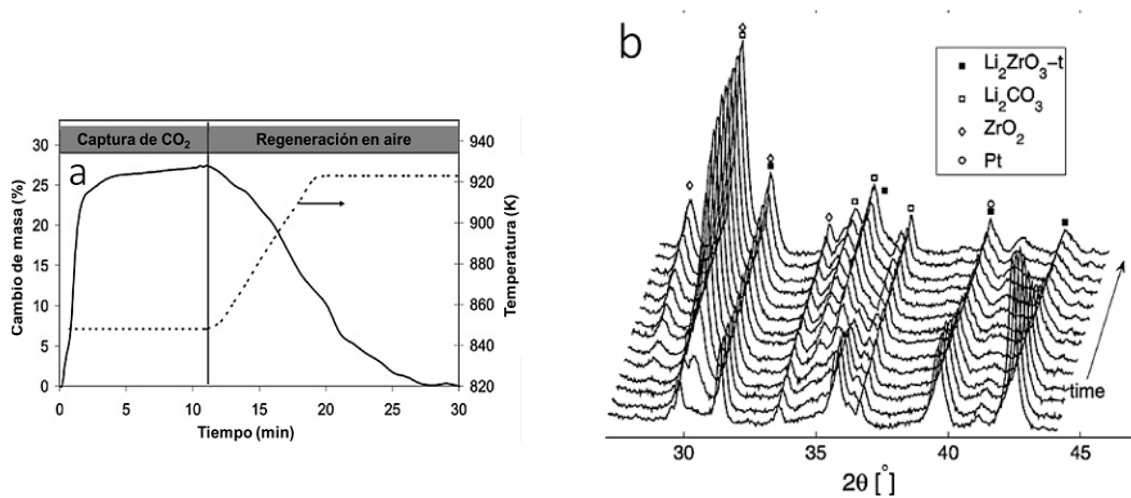 Captura de CO2
Regeneración en aire
a
Cambio de masa (%)
30
25
20
15
10
5
0
0
5
10
15
20
25
30
Tiempo (min)
940
920
900
880
860
840
820
Temperatura (K)
b
Li2ZrO3-t
Li2CO3
ZrO2
Pt
time
30
35
40
45
2θ [°]